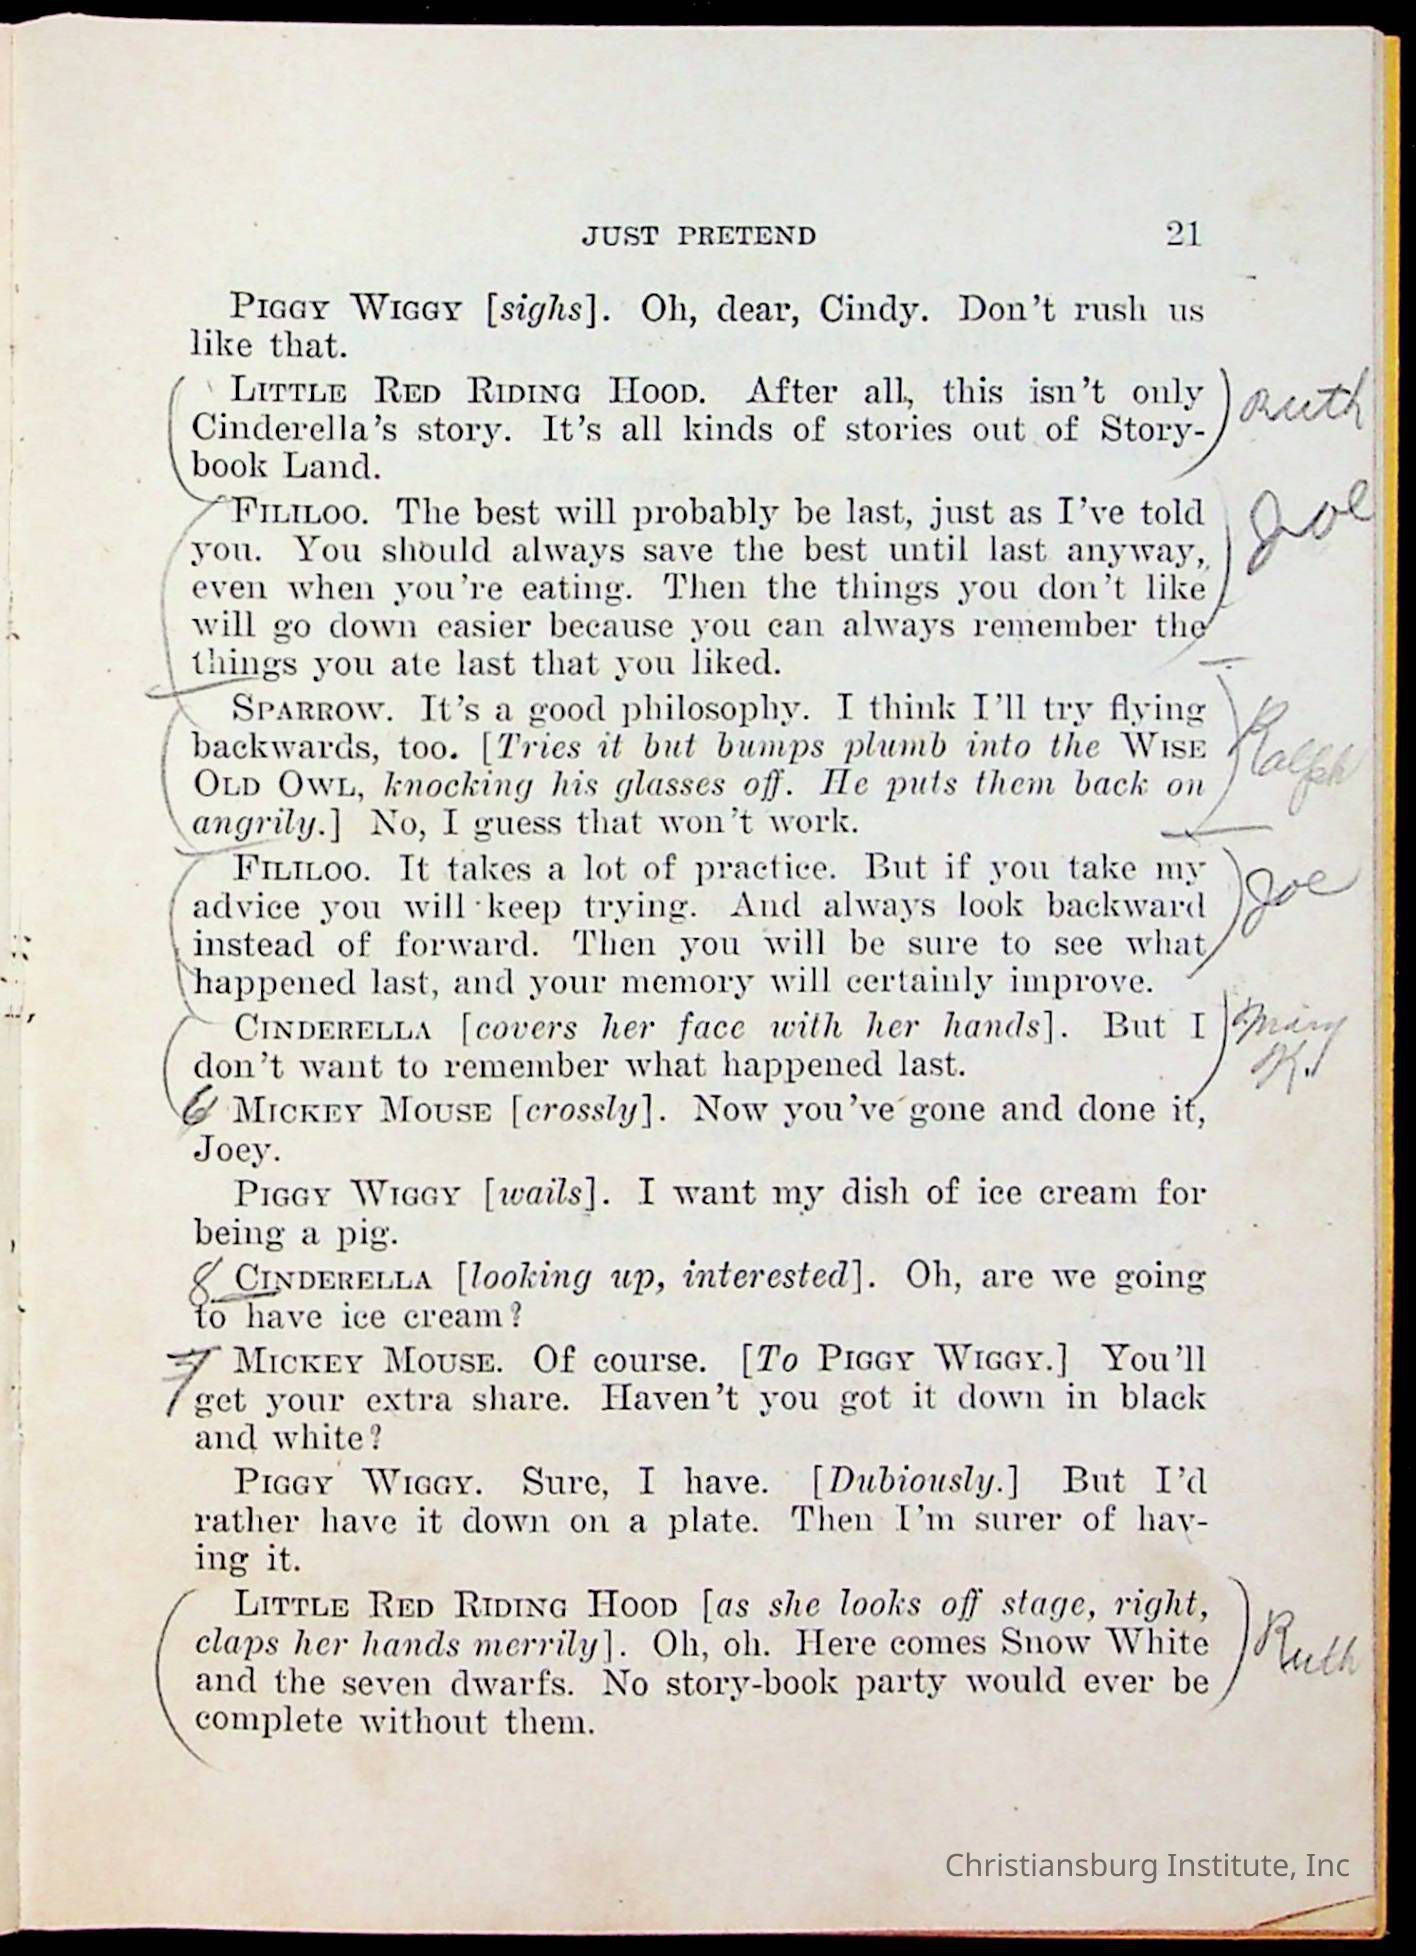 JUST PRETEND 21
PIGGY WIGGY [sighs]. Oh, dear, Cindy. Don't rush us
like that.
LITTLE RED RIDING HOOD. After all, this isn't only Ruth
Cinderella's story. It's all kinds of stories out of Story-
book Land.
FILILOO. The best will probably be last, just as I've told Joe
you. You should always save the best until last anyway,
even when you're eating. Then the things you don't like
will go down easier because you can always remember the
things you ate last that you liked.
SPARROW. It's a good philosophy. I think I'll try flying
backwards, too. [Tries it but bumps plumb into the WISE Ralph
OLD OWL, knocking his glasses off. He puts them back on
angrily.] No, I guess that won't work.
FILILOO. It takes a lot of practice. But if you take my Joe
advice you will keep trying. And always look backward
instead of forward. Then you will be sure to see what
happened last, and your memory will certainly improve.
CINDERELLA [covers her face with her hands]. But I Mary
don't want to remember what happened last. K.
6 MICKEY MOUSE [crossly]. Now you've gone and done it,
Joey.
PIGGY WIGGY [wails]. I want my dish of ice cream for
being a pig.
8 CINDERELLA [looking up, interested]. Oh, are we going
to have ice cream?
7 MICKEY MOUSE. Of course. [To PIGGY WIGGY.] You'll
get your extra share. Haven't you got it down in black
and white?
PIGGY WIGGY. Sure, I have. [Dubiously.] But I'd
rather have it down on a plate. Then I'm surer of hav-
ing it.
LITTLE RED RIDING HOOD [as she looks off stage, right,
claps her hands merrily]. Oh, oh. Here comes Snow White Ruth
and the seven dwarfs. No story-book party would ever be
complete without them.
Christiansburg Institute, Inc